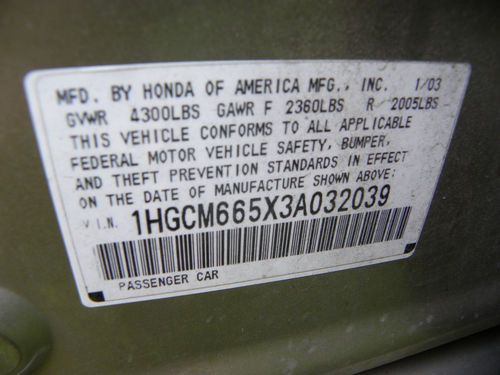 MFD. BY HONDA OF AMERICA MFG., INC. 1/03
GVWR 4300LBS GAWR F 2360LBS R 2005LBS
THIS VEHICLE CONFORMS TO ALL APPLICABLE
FEDERAL MOTOR VEHICLE SAFETY, BUMPER,
AND THEFT PREVENTION STANDARDS IN EFFECT
ON THE DATE OF MANUFACTURE SHOWN ABOVE:
V I.N. 1HGCM665X3A032039
PASSENGER CAR